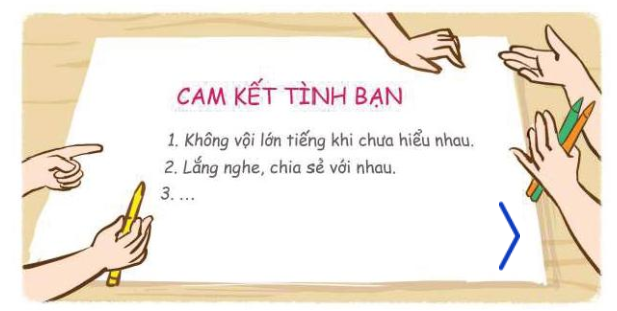 CAM KẾT TÌNH BẠN
1. Không vội lớn tiếng khi chưa hiểu nhau.
2. Lắng nghe, chia sẻ với nhau.
3. ...